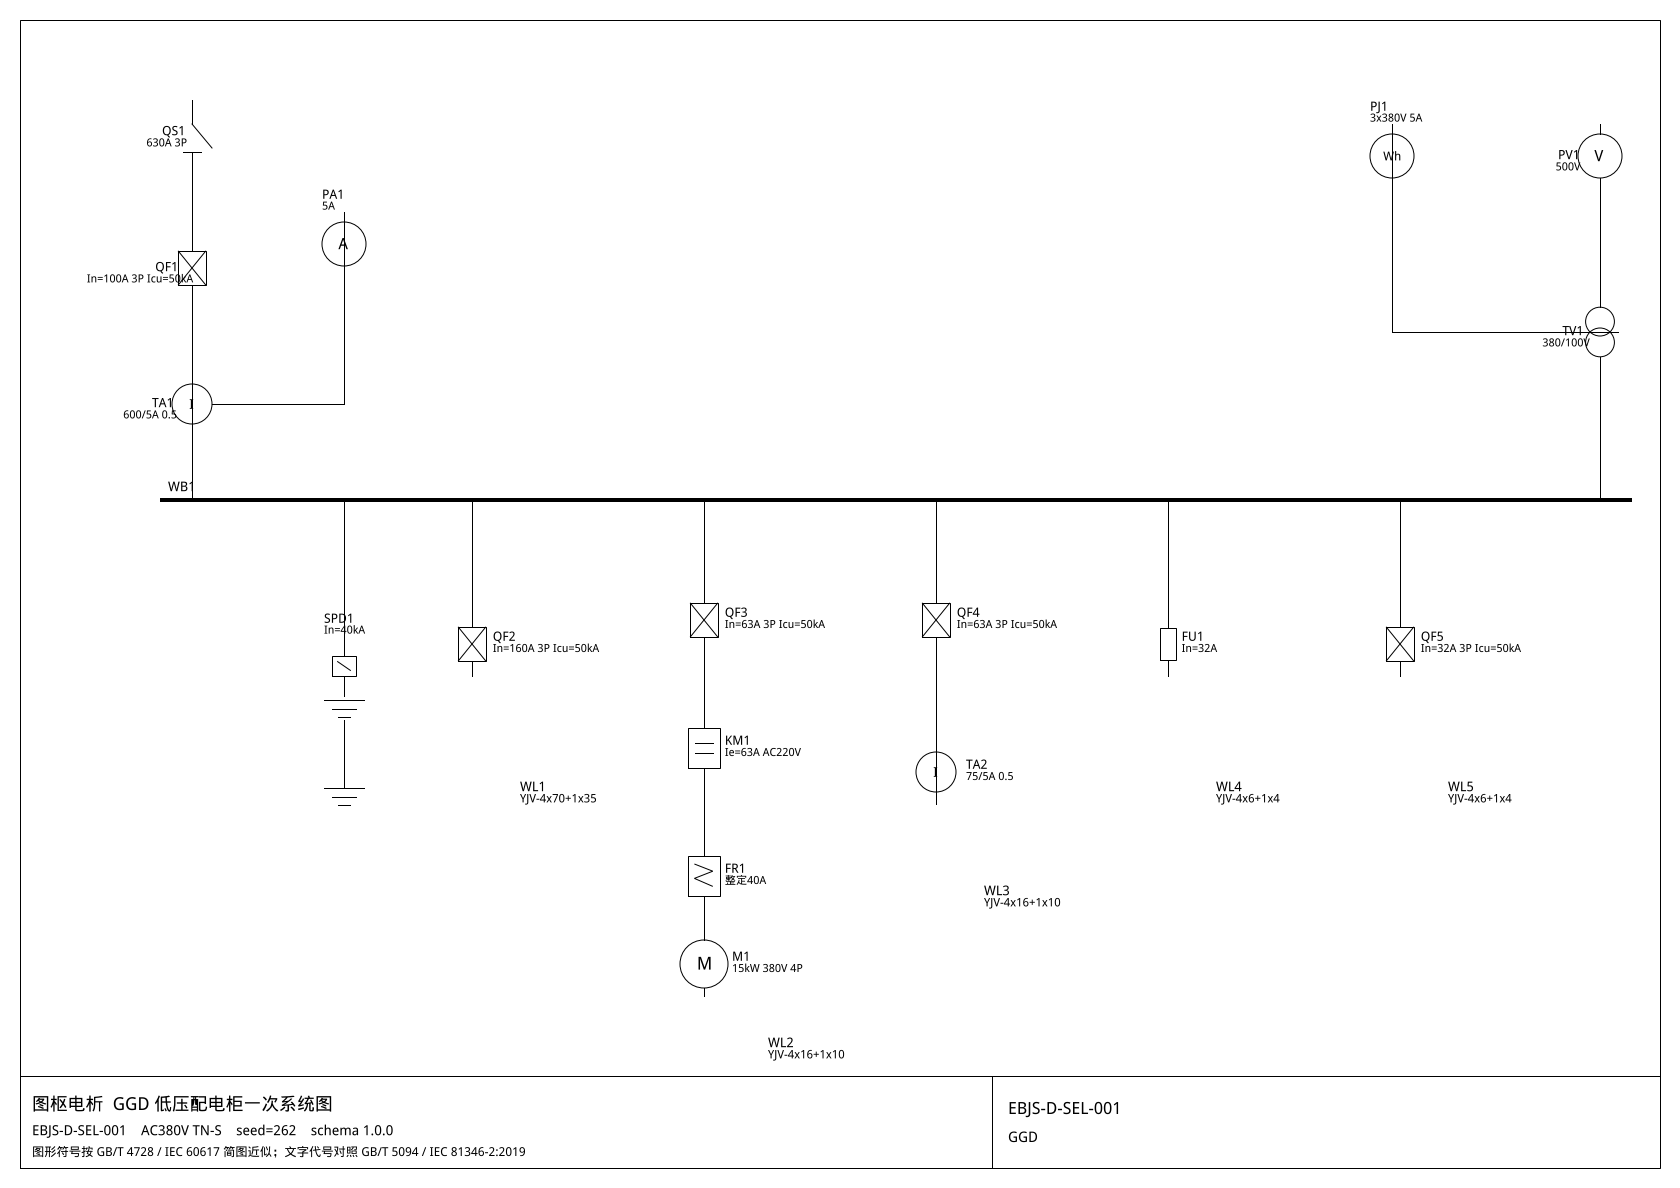 QS1
630A 3P
QF1
In=100A 3P Icu=50kA
TA1
I
600/5A 0.5
PA1
5A
A
PJ1
3x380V 5A
Wh
PV1
500V
V
TV1
380/100V
WB1
SPD1
In=40kA
QF2
In=160A 3P Icu=50kA
WL1
YJV-4x70+1x35
QF3
In=63A 3P Icu=50kA
KM1
Ie=63A AC220V
FR1
整定40A
M
M1
15kW 380V 4P
WL2
YJV-4x16+1x10
QF4
In=63A 3P Icu=50kA
I
TA2
75/5A 0.5
WL3
YJV-4x16+1x10
FU1
In=32A
WL4
YJV-4x6+1x4
QF5
In=32A 3P Icu=50kA
WL5
YJV-4x6+1x4
图枢电析 GGD 低压配电柜一次系统图
EBJS-D-SEL-001 AC380V TN-S seed=262 schema 1.0.0
图形符号按 GB/T 4728 / IEC 60617 简图近似；文字代号对照 GB/T 5094 / IEC 81346-2:2019
EBJS-D-SEL-001
GGD